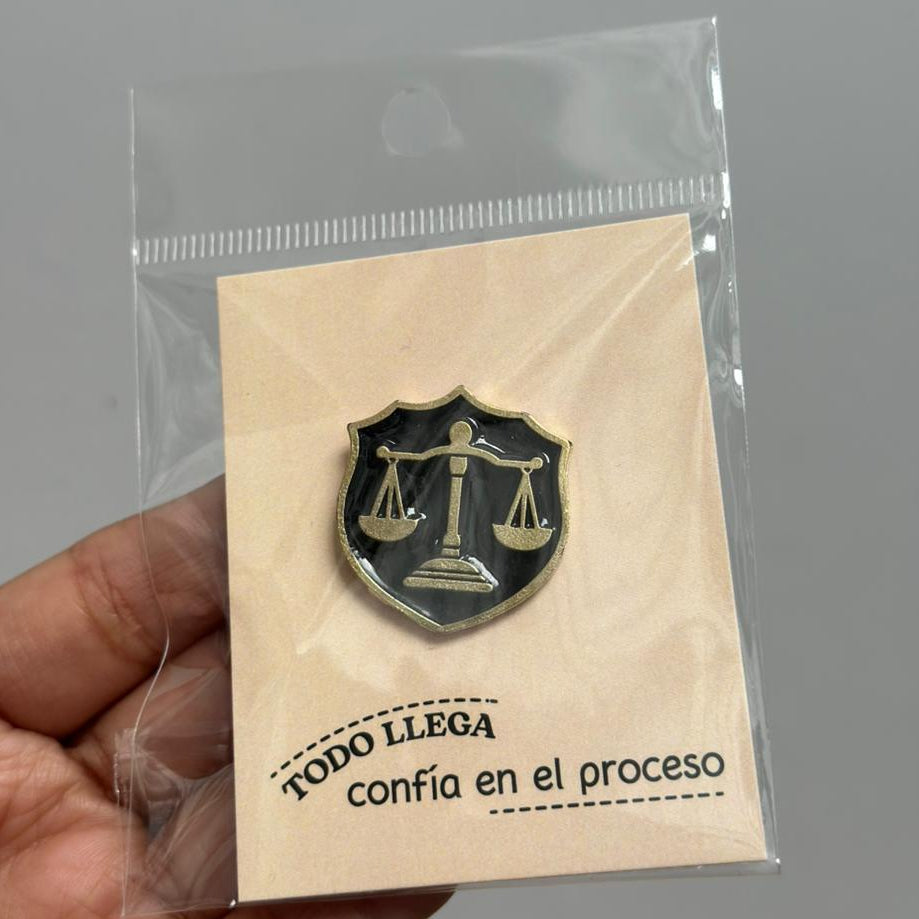 TODO LLEGA
confía en el proceso